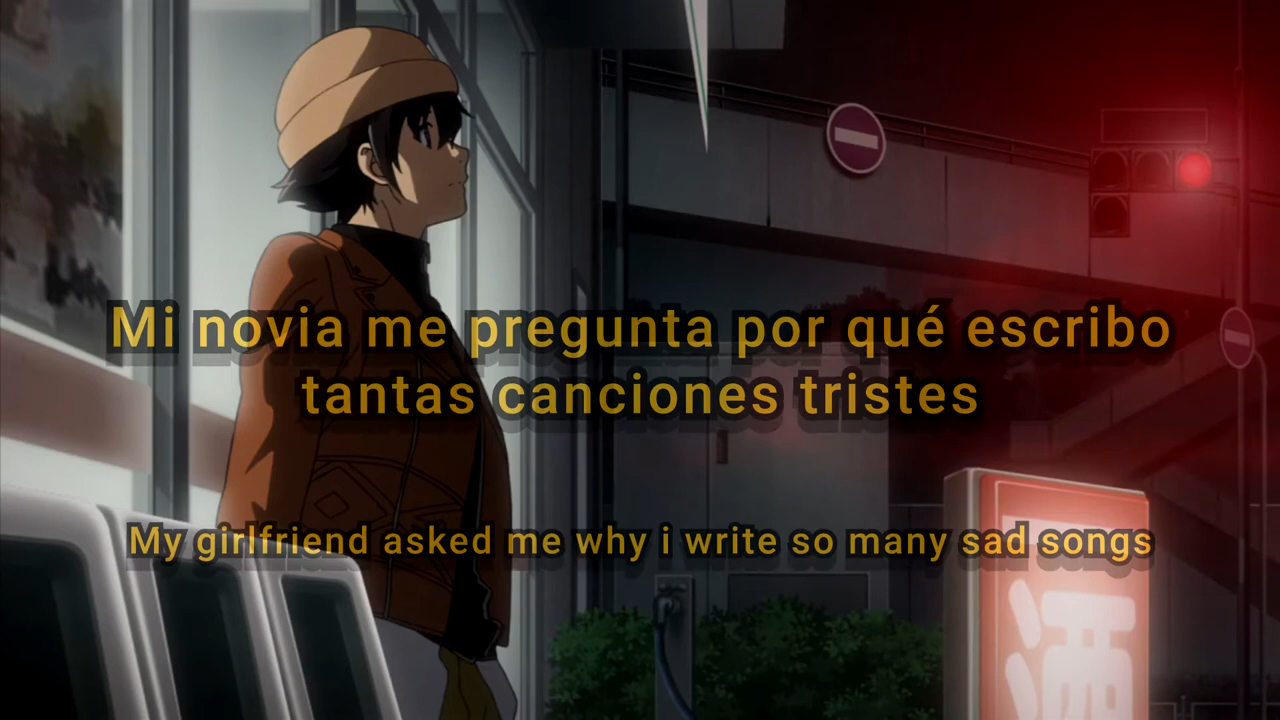 Mi novia me pregunta por qué escribo
tantas canciones tristes
My girlfriend asked me why i write so many sad songs
酒